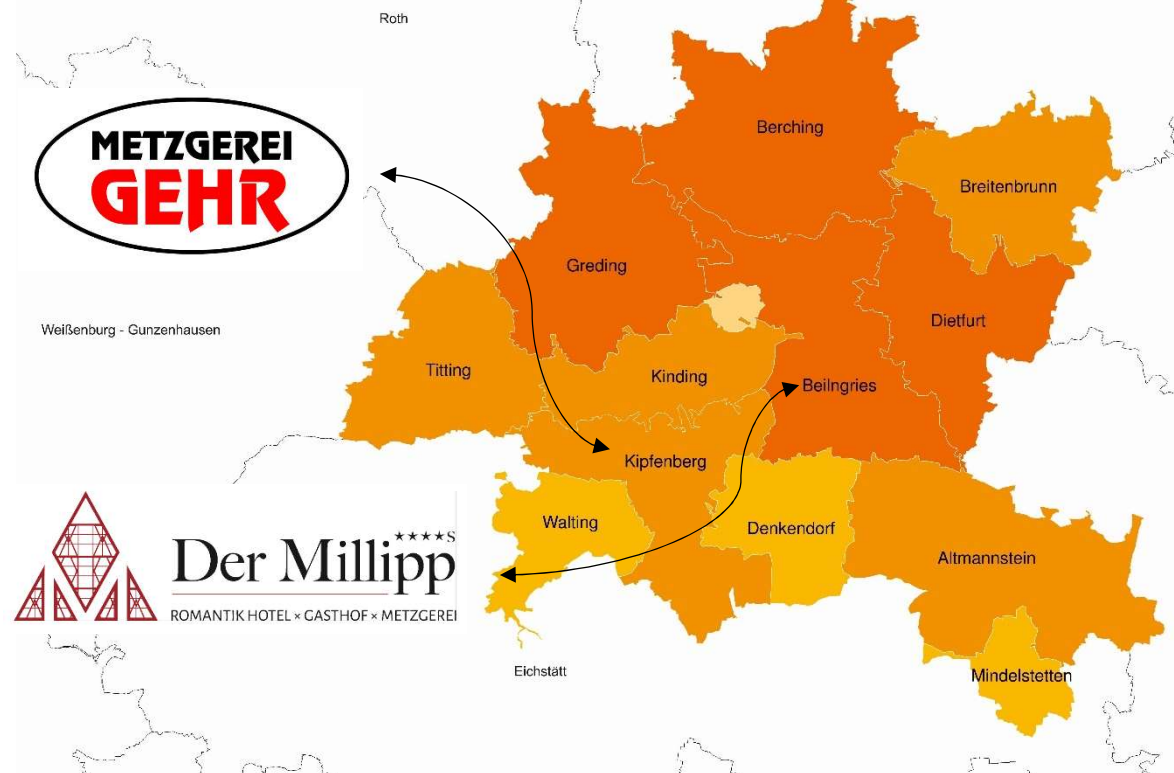 Roth
METZGEREI
GEHR
Berching
Breitenbrunn
Greding
Dietfurt
Weißenburg - Gunzenhausen
Titting
Kinding
Beilngries
Kipfenberg
Walting
Denkendorf
Altmannstein
****S
Der Millipp
ROMANTIK HOTEL × GASTHOF × METZGEREI
Eichstätt
Mindelstetten